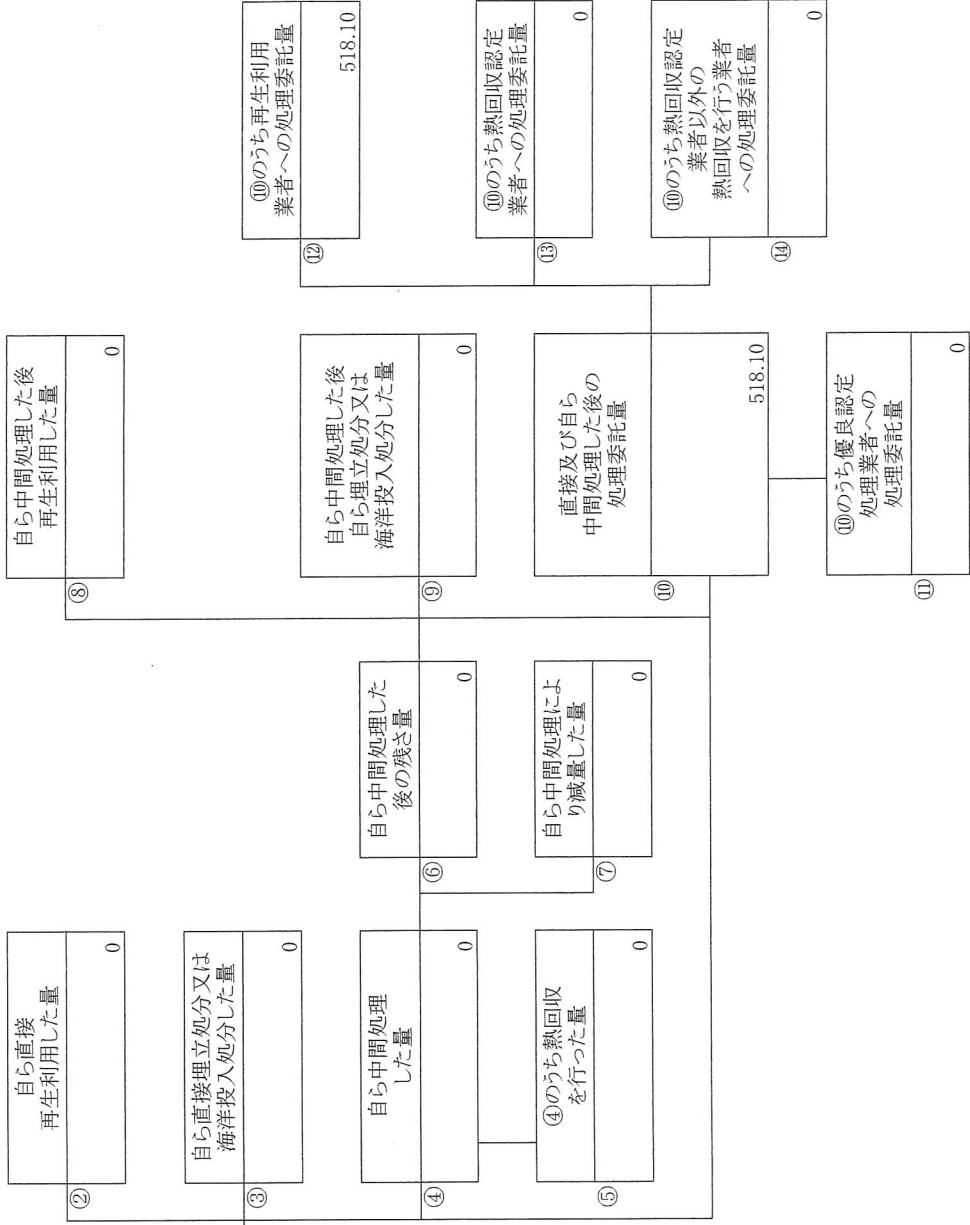 ②
自ら直接
再生利用した量
0
③
自ら直接埋立処分又は
海洋投入処分した量
0
④
自ら中間処理
した量
0
⑤
④のうち熱回収
を行った量
0
⑥
自ら中間処理した
後の残さ量
0
⑦
自ら中間処理によ
り減量した量
0
⑧
自ら中間処理した後
再生利用した量
0
⑨
自ら中間処理した後
自ら埋立処分又は
海洋投入処分した量
0
⑩
直接及び自ら
中間処理した後の
処理委託量
518.10
⑪
⑩のうち優良認定
処理業者への
処理委託量
0
⑫
⑩のうち再生利用
業者への処理委託量
518.10
⑬
⑩のうち熱回収認定
業者への処理委託量
0
⑭
⑩のうち熱回収認定
業者以外の
熱回収を行う業者
への処理委託量
0